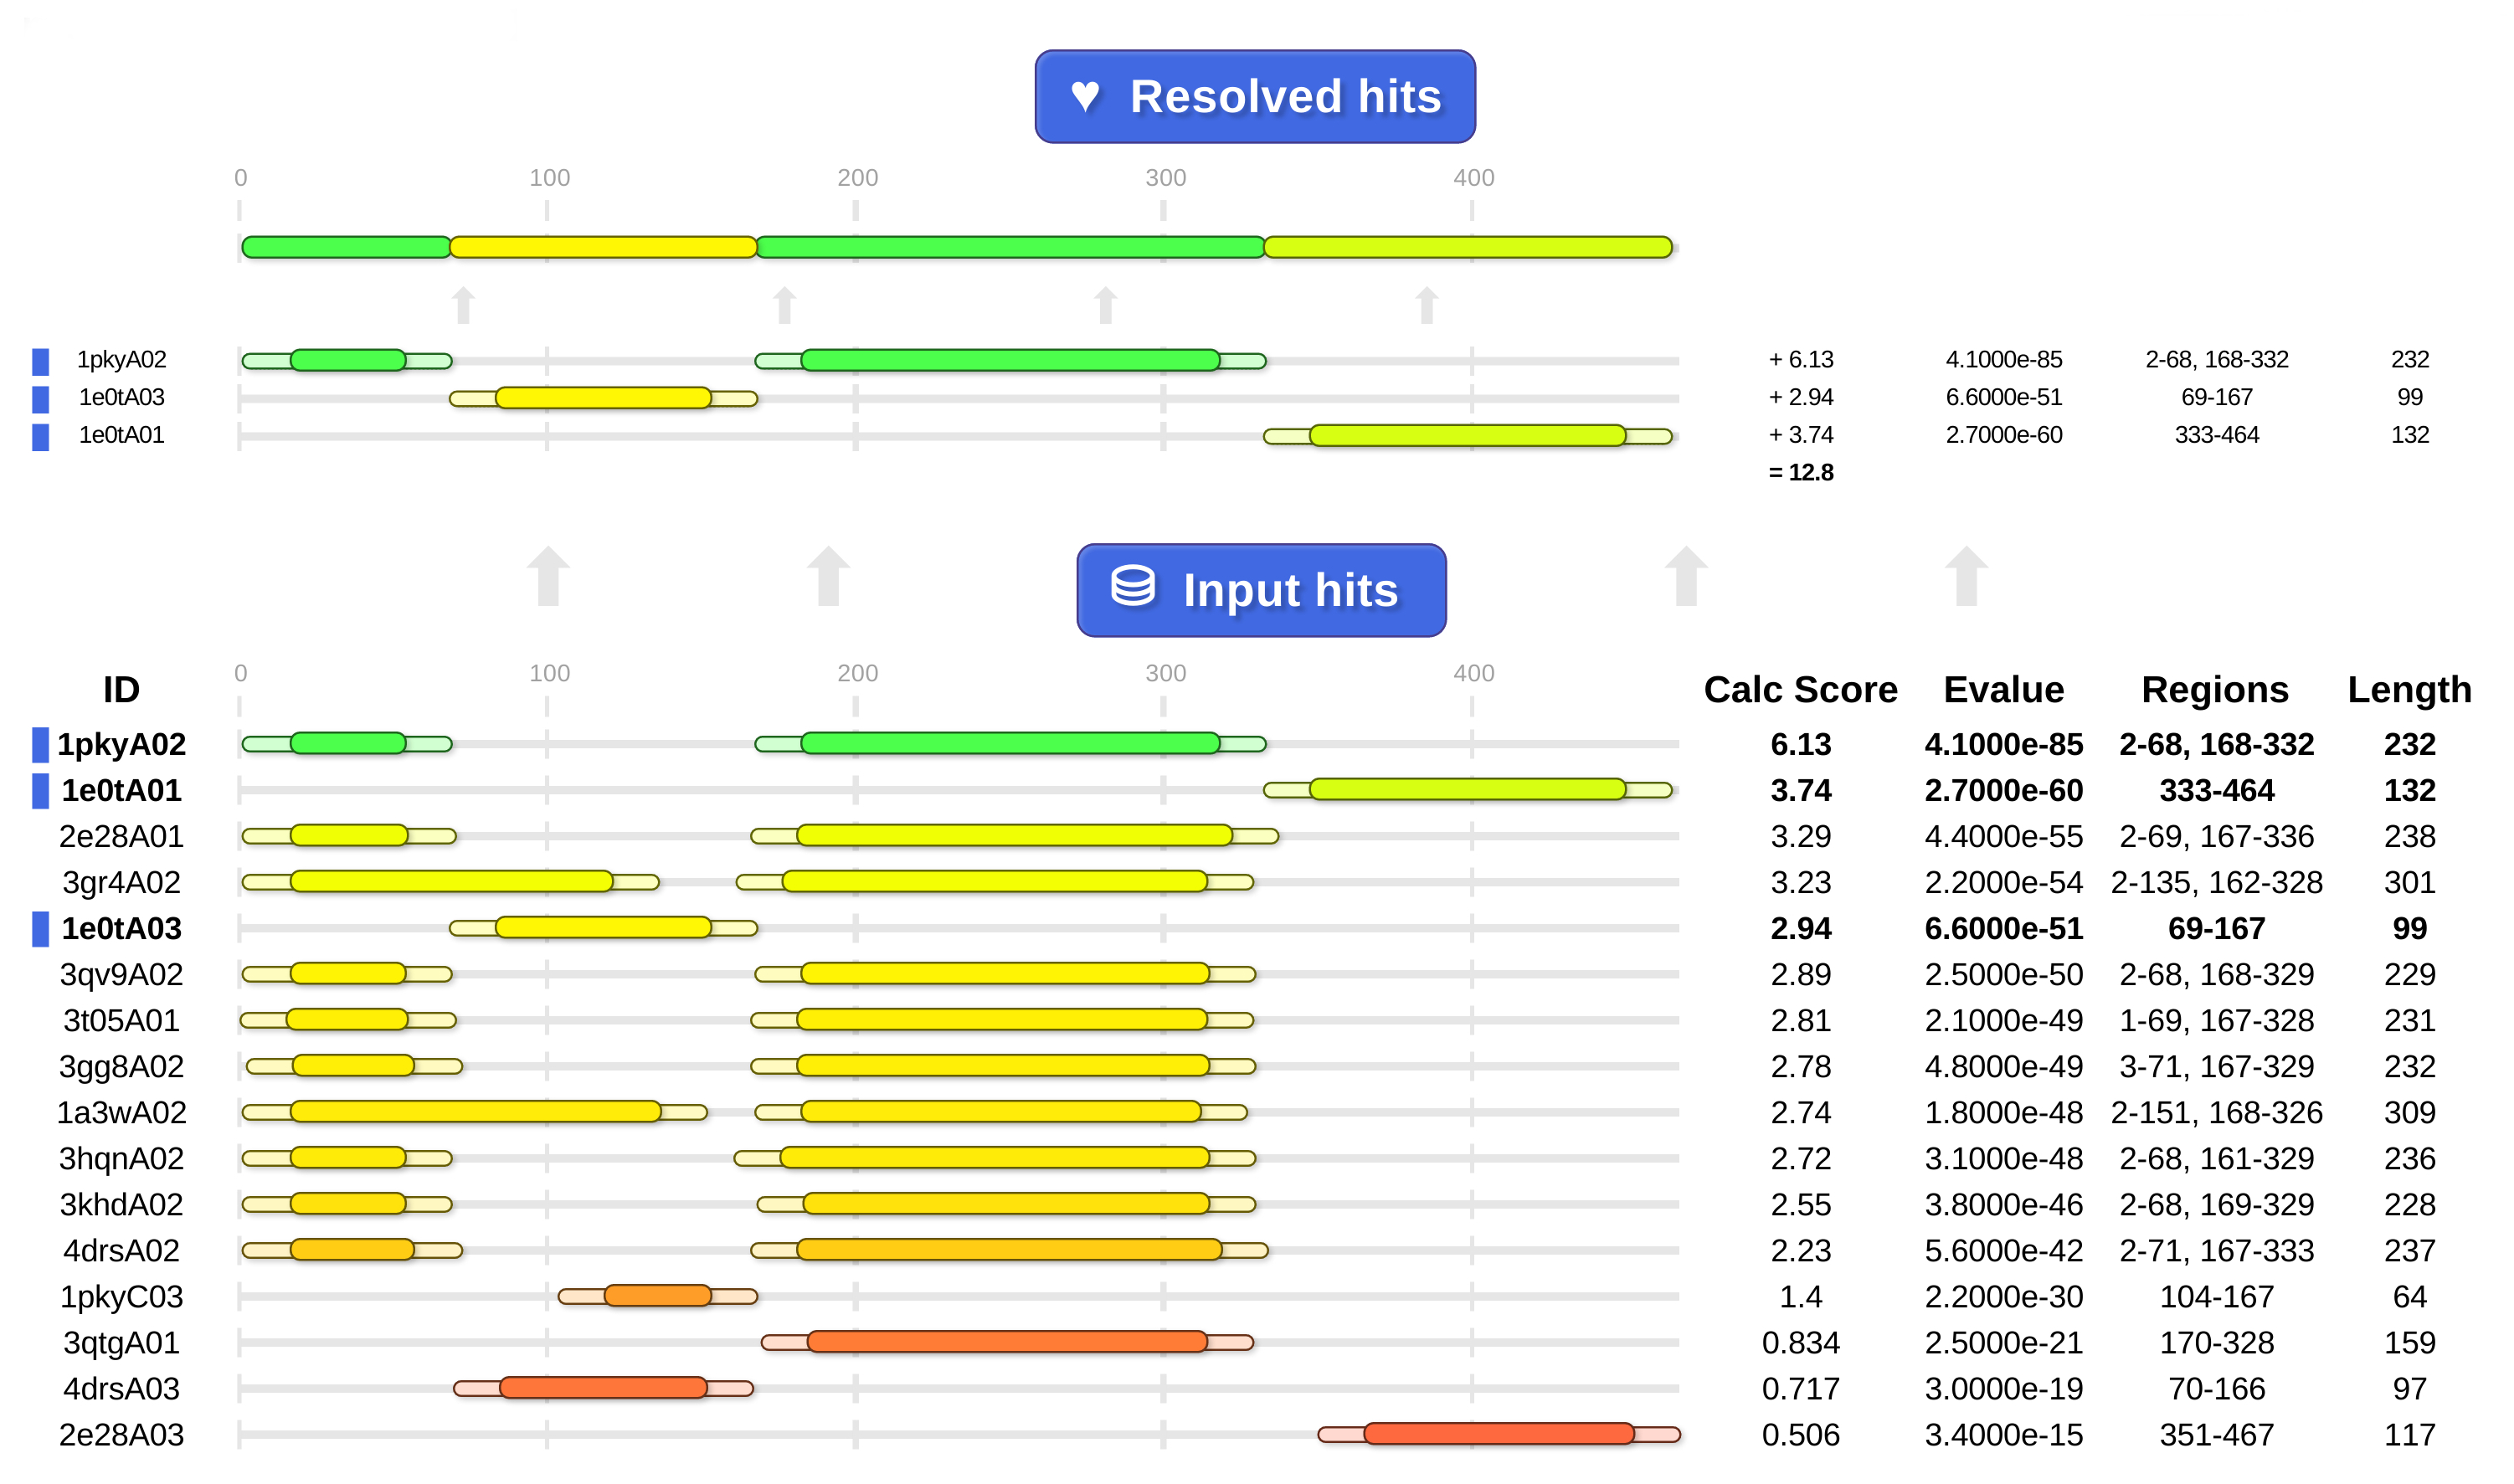 ♥ Resolved hits
0 100 200 300 400
1pkyA02 + 6.13 4.1000e-85 2-68, 168-332 232
1e0tA03 + 2.94 6.6000e-51 69-167 99
1e0tA01 + 3.74 2.7000e-60 333-464 132
= 12.8
Input hits
0 100 200 300 400
ID Calc Score Evalue Regions Length
1pkyA02 6.13 4.1000e-85 2-68, 168-332 232
1e0tA01 3.74 2.7000e-60 333-464 132
2e28A01 3.29 4.4000e-55 2-69, 167-336 238
3gr4A02 3.23 2.2000e-54 2-135, 162-328 301
1e0tA03 2.94 6.6000e-51 69-167 99
3qv9A02 2.89 2.5000e-50 2-68, 168-329 229
3t05A01 2.81 2.1000e-49 1-69, 167-328 231
3gg8A02 2.78 4.8000e-49 3-71, 167-329 232
1a3wA02 2.74 1.8000e-48 2-151, 168-326 309
3hqnA02 2.72 3.1000e-48 2-68, 161-329 236
3khdA02 2.55 3.8000e-46 2-68, 169-329 228
4drsA02 2.23 5.6000e-42 2-71, 167-333 237
1pkyC03 1.4 2.2000e-30 104-167 64
3qtgA01 0.834 2.5000e-21 170-328 159
4drsA03 0.717 3.0000e-19 70-166 97
2e28A03 0.506 3.4000e-15 351-467 117